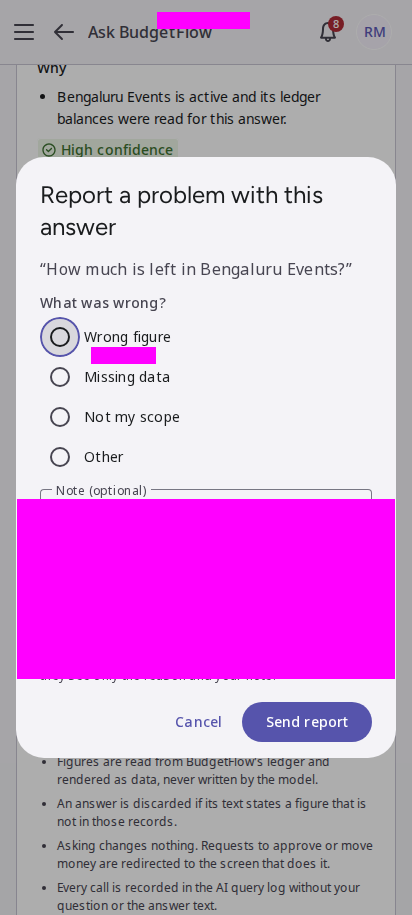 Ask BudgetFlow
8
RM
Why
• Bengaluru Events is active and its ledger
balances were read for this answer.
High confidence
Report a problem with this
answer
“How much is left in Bengaluru Events?”
What was wrong?
Wrong figure
Missing data
Not my scope
Other
Note (optional)
Cancel
Send report
• Figures are read from BudgetFlow's ledger and
rendered as data, never written by the model.
• An answer is discarded if its text states a figure that is
not in those records.
• Asking changes nothing. Requests to approve or move
money are redirected to the screen that does it.
• Every call is recorded in the AI query log without your
question or the answer text.